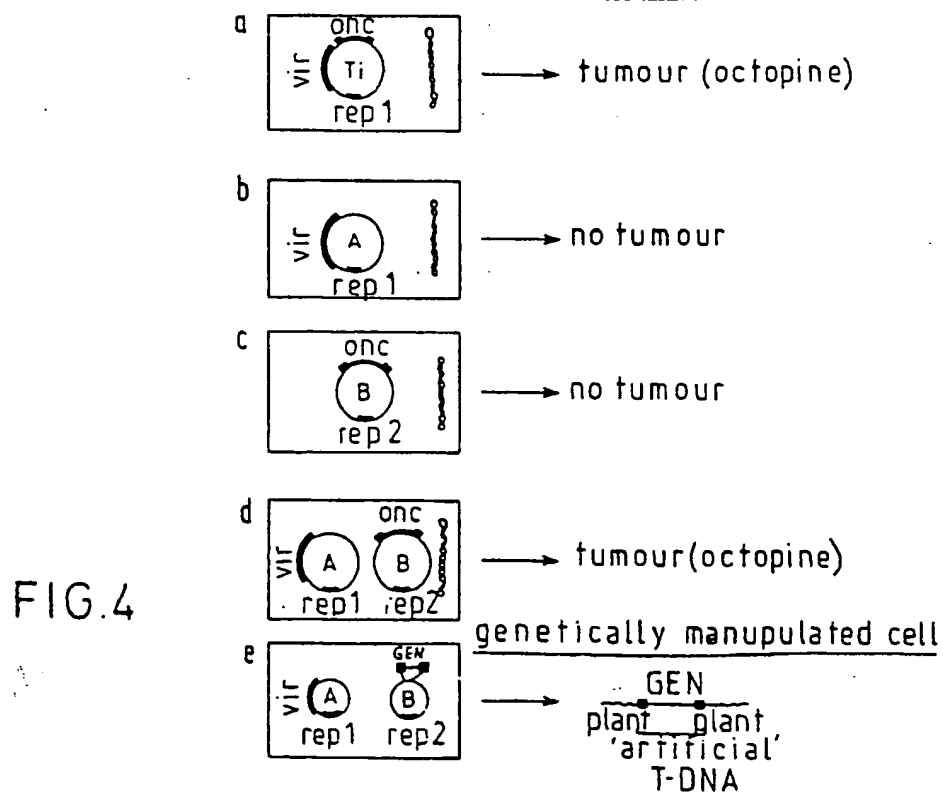 a
onc
vir
Ti
rep 1
tumour (octopine)
b
vir
A
rep 1
no tumour
c
onc
B
rep 2
no tumour
d
onc
vir
A
B
rep1
rep2
tumour(octopine)
FIG.4
genetically manupulated cell
e
GEN
vir
A
B
rep1
rep2
GEN
plant plant
'artificial'
T-DNA